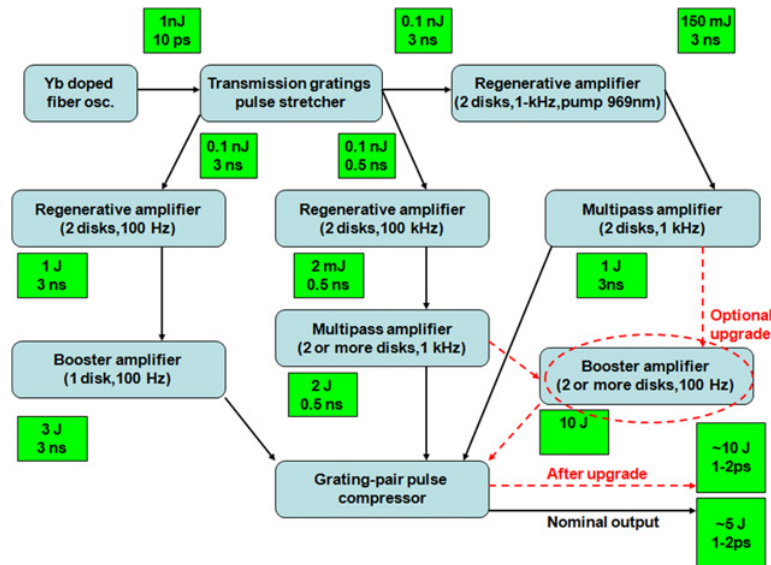 1nJ
10 ps
0.1 nJ
3 ns
150 mJ
3 ns
Yb doped
fiber osc.
Transmission gratings
pulse stretcher
Regenerative amplifier
(2 disks,1-kHz,pump 969nm)
0.1 nJ
3 ns
0.1 nJ
0.5 ns
Regenerative amplifier
(2 disks,100 Hz)
Regenerative amplifier
(2 disks,100 kHz)
Multipass amplifier
(2 disks,1 kHz)
1 J
3 ns
2 mJ
0.5 ns
1 J
3ns
Optional
upgrade
Multipass amplifier
(2 or more disks,1 kHz)
Booster amplifier
(1 disk,100 Hz)
Booster amplifier
(2 or more disks,100 Hz)
2 J
0.5 ns
3 J
3 ns
10 J
Grating-pair pulse
compressor
After upgrade
~10 J
1-2ps
Nominal output
~5 J
1-2ps